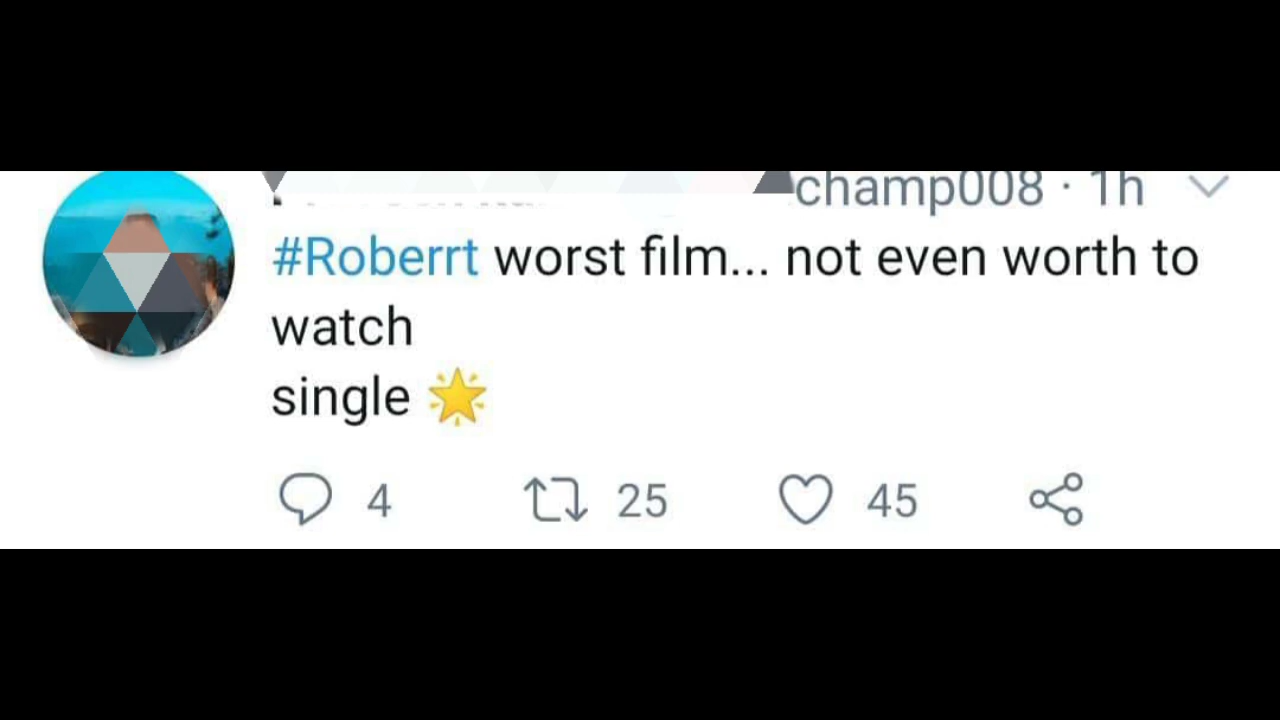 champ008 · 1h
#Roberrt worst film... not even worth to
watch
single 🌟
4 25 45